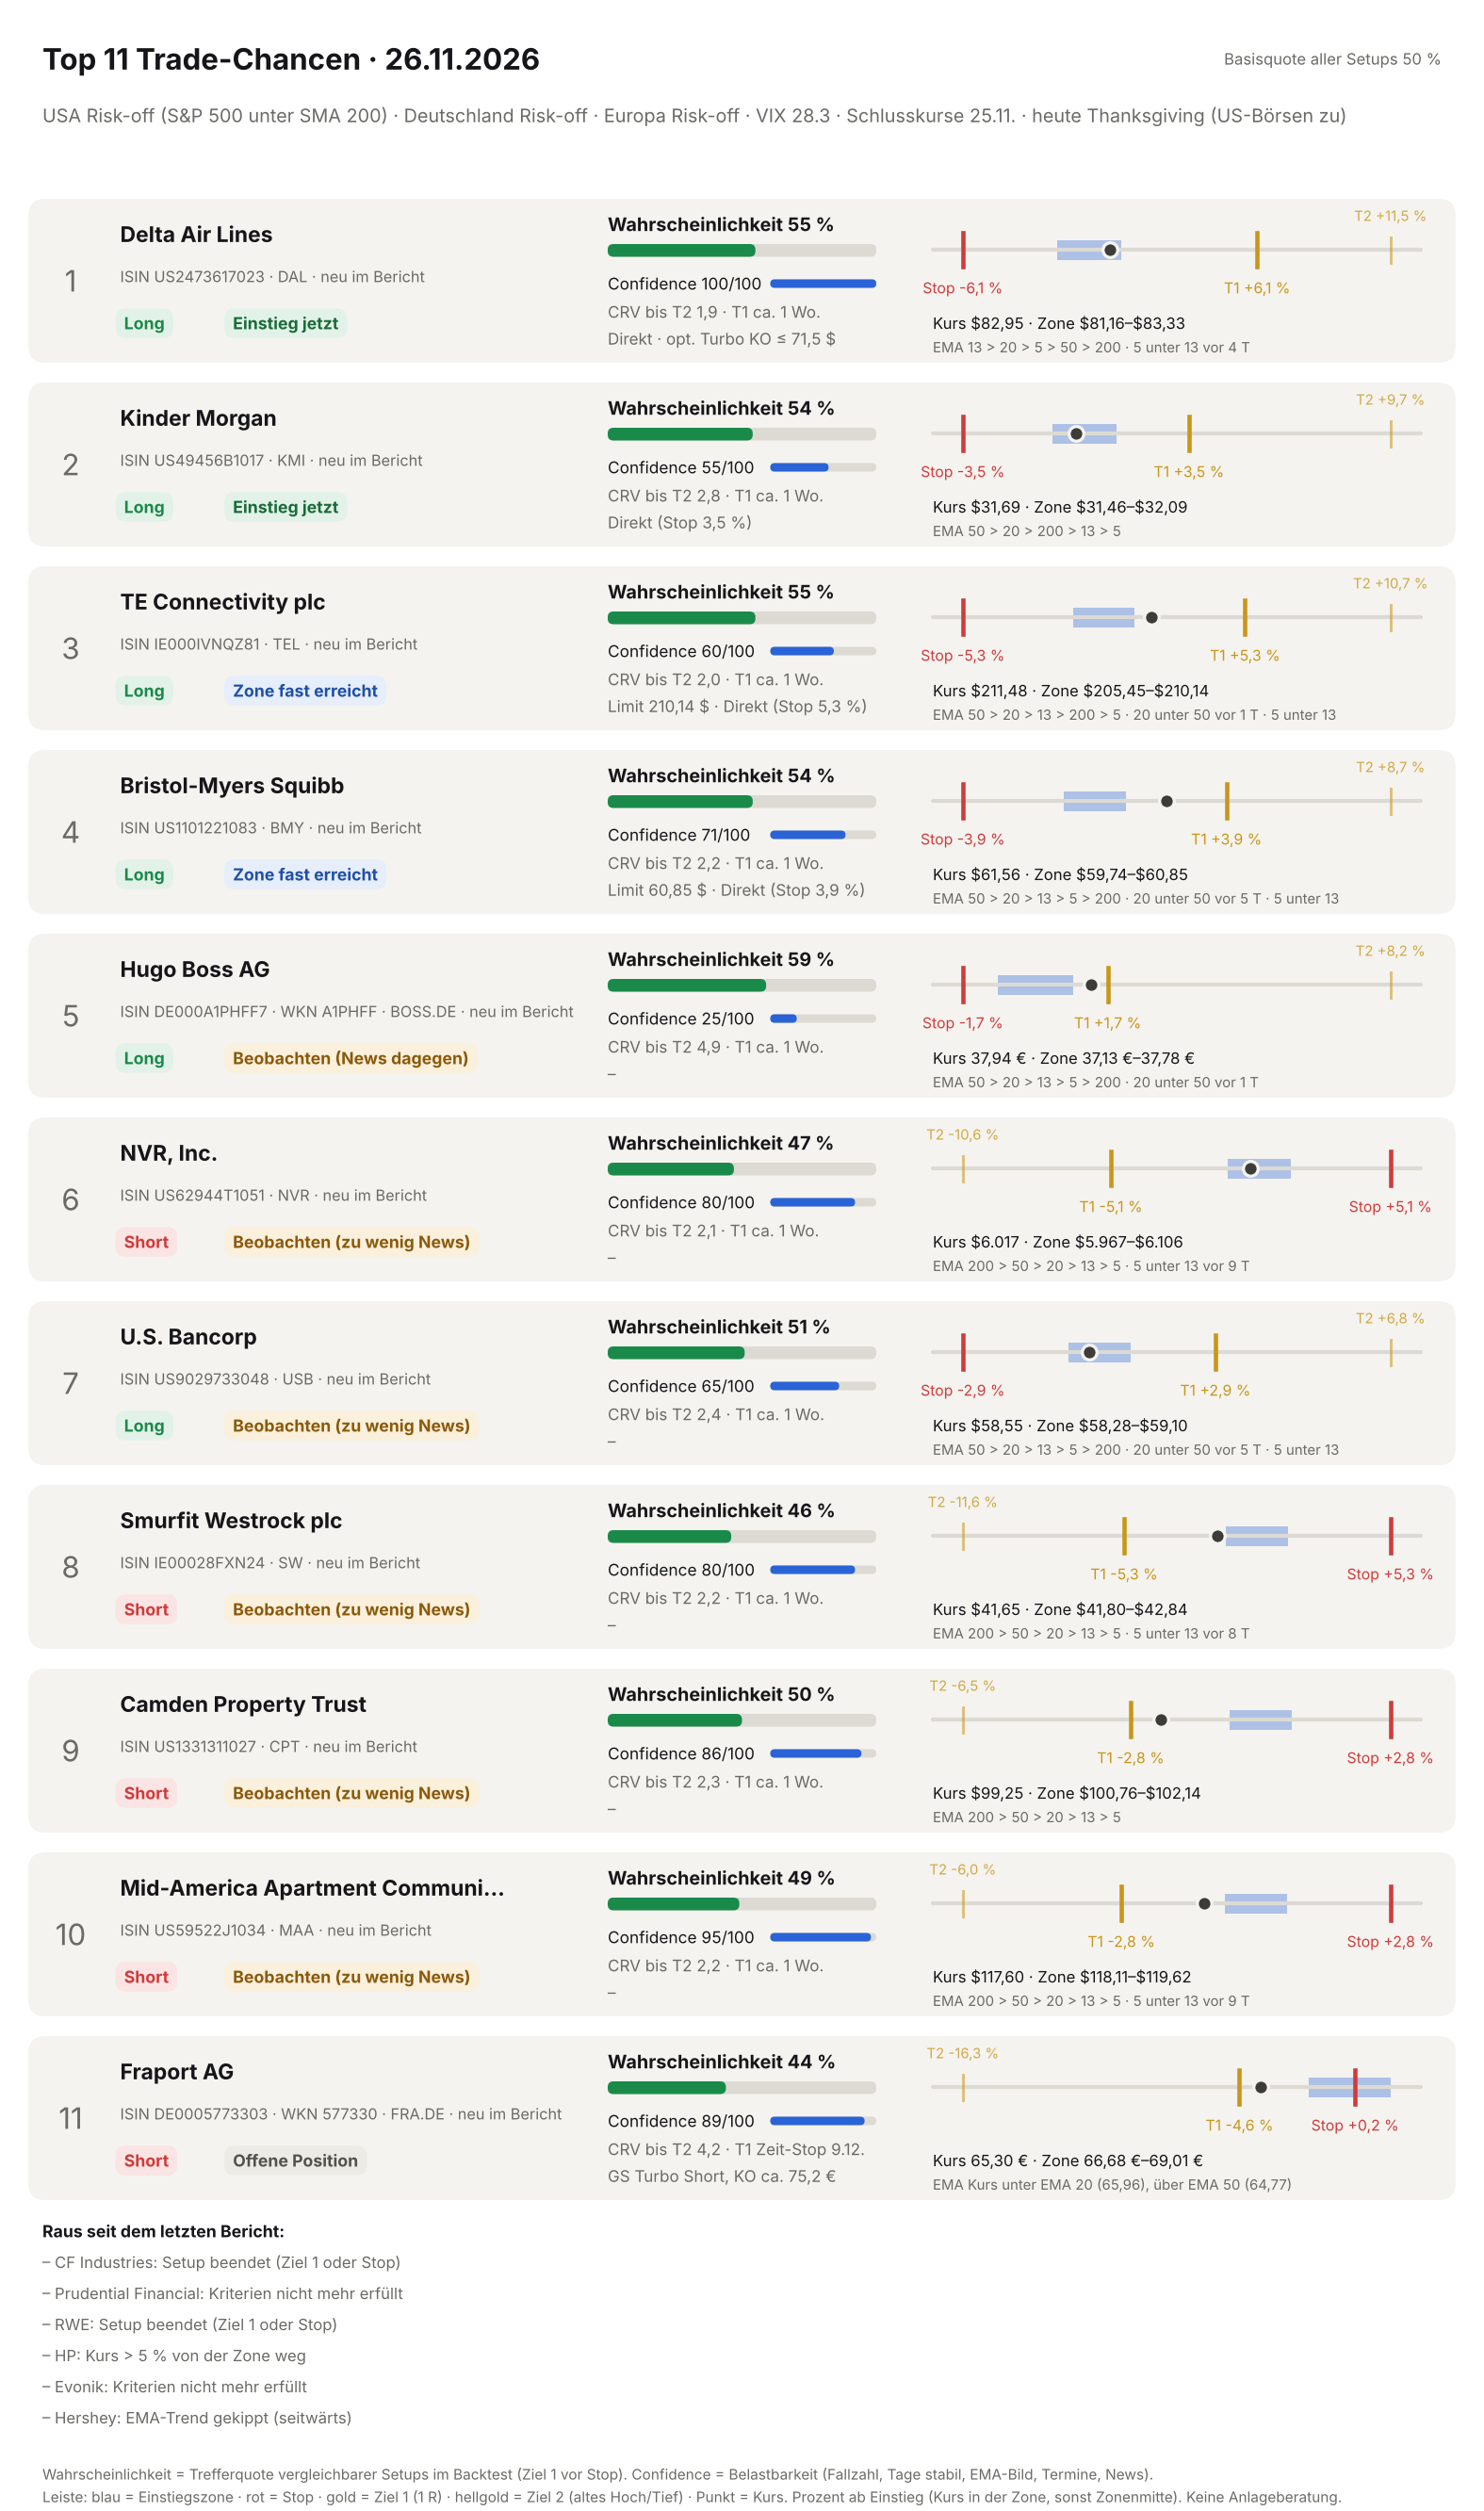 Top 11 Trade-Chancen · 26.11.2026
Basisquote aller Setups 50 %
USA Risk-off (S&P 500 unter SMA 200) · Deutschland Risk-off · Europa Risk-off · VIX 28.3 · Schlusskurse 25.11. · heute Thanksgiving (US-Börsen zu)
1
Delta Air Lines
ISIN US2473617023 · DAL · neu im Bericht
Long
Einstieg jetzt
Wahrscheinlichkeit 55 %
Confidence 100/100
CRV bis T2 1,9 · T1 ca. 1 Wo.
Direkt · opt. Turbo KO ≤ 71,5 $
T2 +11,5 %
Stop -6,1 %
T1 +6,1 %
Kurs $82,95 · Zone $81,16–$83,33
EMA 13 > 20 > 5 > 50 > 200 · 5 unter 13 vor 4 T
2
Kinder Morgan
ISIN US49456B1017 · KMI · neu im Bericht
Long
Einstieg jetzt
Wahrscheinlichkeit 54 %
Confidence 55/100
CRV bis T2 2,8 · T1 ca. 1 Wo.
Direkt (Stop 3,5 %)
T2 +9,7 %
Stop -3,5 %
T1 +3,5 %
Kurs $31,69 · Zone $31,46–$32,09
EMA 50 > 20 > 200 > 13 > 5
3
TE Connectivity plc
ISIN IE000IVNQZ81 · TEL · neu im Bericht
Long
Zone fast erreicht
Wahrscheinlichkeit 55 %
Confidence 60/100
CRV bis T2 2,0 · T1 ca. 1 Wo.
Limit 210,14 $ · Direkt (Stop 5,3 %)
T2 +10,7 %
Stop -5,3 %
T1 +5,3 %
Kurs $211,48 · Zone $205,45–$210,14
EMA 50 > 20 > 13 > 200 > 5 · 20 unter 50 vor 1 T · 5 unter 13
4
Bristol-Myers Squibb
ISIN US1101221083 · BMY · neu im Bericht
Long
Zone fast erreicht
Wahrscheinlichkeit 54 %
Confidence 71/100
CRV bis T2 2,2 · T1 ca. 1 Wo.
Limit 60,85 $ · Direkt (Stop 3,9 %)
T2 +8,7 %
Stop -3,9 %
T1 +3,9 %
Kurs $61,56 · Zone $59,74–$60,85
EMA 50 > 20 > 13 > 5 > 200 · 20 unter 50 vor 5 T · 5 unter 13
5
Hugo Boss AG
ISIN DE000A1PHFF7 · WKN A1PHFF · BOSS.DE · neu im Bericht
Long
Beobachten (News dagegen)
Wahrscheinlichkeit 59 %
Confidence 25/100
CRV bis T2 4,9 · T1 ca. 1 Wo.
–
T2 +8,2 %
Stop -1,7 %
T1 +1,7 %
Kurs 37,94 € · Zone 37,13 €–37,78 €
EMA 50 > 20 > 13 > 5 > 200 · 20 unter 50 vor 1 T
6
NVR, Inc.
ISIN US62944T1051 · NVR · neu im Bericht
Short
Beobachten (zu wenig News)
Wahrscheinlichkeit 47 %
Confidence 80/100
CRV bis T2 2,1 · T1 ca. 1 Wo.
–
T2 -10,6 %
T1 -5,1 %
Stop +5,1 %
Kurs $6.017 · Zone $5.967–$6.106
EMA 200 > 50 > 20 > 13 > 5 · 5 unter 13 vor 9 T
7
U.S. Bancorp
ISIN US9029733048 · USB · neu im Bericht
Long
Beobachten (zu wenig News)
Wahrscheinlichkeit 51 %
Confidence 65/100
CRV bis T2 2,4 · T1 ca. 1 Wo.
–
T2 +6,8 %
Stop -2,9 %
T1 +2,9 %
Kurs $58,55 · Zone $58,28–$59,10
EMA 50 > 20 > 13 > 5 > 200 · 20 unter 50 vor 5 T · 5 unter 13
8
Smurfit Westrock plc
ISIN IE00028FXN24 · SW · neu im Bericht
Short
Beobachten (zu wenig News)
Wahrscheinlichkeit 46 %
Confidence 80/100
CRV bis T2 2,2 · T1 ca. 1 Wo.
–
T2 -11,6 %
T1 -5,3 %
Stop +5,3 %
Kurs $41,65 · Zone $41,80–$42,84
EMA 200 > 50 > 20 > 13 > 5 · 5 unter 13 vor 8 T
9
Camden Property Trust
ISIN US1331311027 · CPT · neu im Bericht
Short
Beobachten (zu wenig News)
Wahrscheinlichkeit 50 %
Confidence 86/100
CRV bis T2 2,3 · T1 ca. 1 Wo.
–
T2 -6,5 %
T1 -2,8 %
Stop +2,8 %
Kurs $99,25 · Zone $100,76–$102,14
EMA 200 > 50 > 20 > 13 > 5
10
Mid-America Apartment Communi...
ISIN US59522J1034 · MAA · neu im Bericht
Short
Beobachten (zu wenig News)
Wahrscheinlichkeit 49 %
Confidence 95/100
CRV bis T2 2,2 · T1 ca. 1 Wo.
–
T2 -6,0 %
T1 -2,8 %
Stop +2,8 %
Kurs $117,60 · Zone $118,11–$119,62
EMA 200 > 50 > 20 > 13 > 5 · 5 unter 13 vor 9 T
11
Fraport AG
ISIN DE0005773303 · WKN 577330 · FRA.DE · neu im Bericht
Short
Offene Position
Wahrscheinlichkeit 44 %
Confidence 89/100
CRV bis T2 4,2 · T1 Zeit-Stop 9.12.
GS Turbo Short, KO ca. 75,2 €
T2 -16,3 %
T1 -4,6 %
Stop +0,2 %
Kurs 65,30 € · Zone 66,68 €–69,01 €
EMA Kurs unter EMA 20 (65,96), über EMA 50 (64,77)
Raus seit dem letzten Bericht:
– CF Industries: Setup beendet (Ziel 1 oder Stop)
– Prudential Financial: Kriterien nicht mehr erfüllt
– RWE: Setup beendet (Ziel 1 oder Stop)
– HP: Kurs > 5 % von der Zone weg
– Evonik: Kriterien nicht mehr erfüllt
– Hershey: EMA-Trend gekippt (seitwärts)
Wahrscheinlichkeit = Trefferquote vergleichbarer Setups im Backtest (Ziel 1 vor Stop). Confidence = Belastbarkeit (Fallzahl, Tage stabil, EMA-Bild, Termine, News).
Leiste: blau = Einstiegszone · rot = Stop · gold = Ziel 1 (1 R) · hellgold = Ziel 2 (altes Hoch/Tief) · Punkt = Kurs. Prozent ab Einstieg (Kurs in der Zone, sonst Zonenmitte). Keine Anlageberatung.